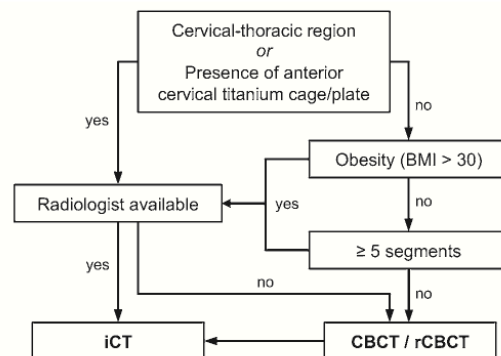 Cervical-thoracic region
or
Presence of anterior
cervical titanium cage/plate
yes
no
Obesity (BMI > 30)
Radiologist available
yes
no
≥ 5 segments
yes
no
no
iCT
CBCT / rCBCT